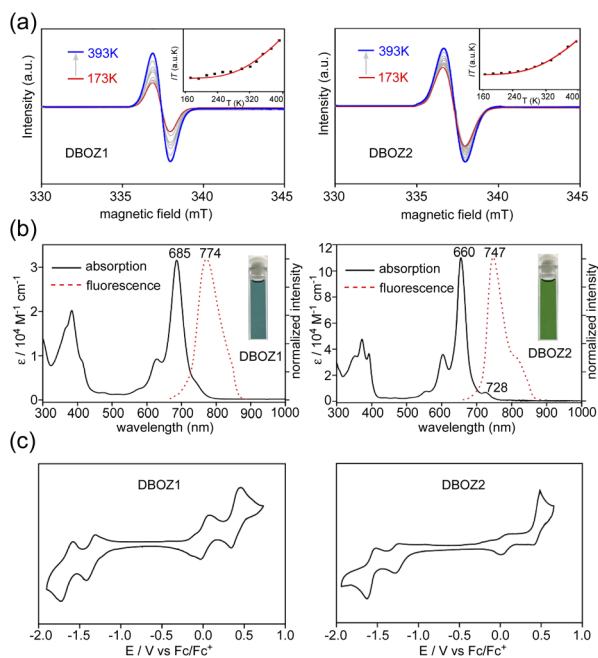 (a)
393K
173K
DBOZ1
Intensity (a.u.)
magnetic field (mT)
330 335 340 345
IT (a.u.K)
T (K)
160 240 320 400
393K
173K
DBOZ2
Intensity (a.u.)
magnetic field (mT)
330 335 340 345
IT (a.u.K)
T (K)
160 240 320 400
(b)
685 774
absorption
fluorescence
DBOZ1
ε / 10⁴ M⁻¹ cm⁻¹
3
2
1
0
normalized intensity
300 400 500 600 700 800 900 1000
wavelength (nm)
660 747
absorption
fluorescence
DBOZ2
728
ε / 10⁴ M⁻¹ cm⁻¹
12
10
8
6
4
2
0
normalized intensity
300 400 500 600 700 800 900 1000
wavelength (nm)
(c)
DBOZ1
-2.0 -1.5 -1.0 -0.5 0.0 0.5 1.0
E / V vs Fc/Fc⁺
DBOZ2
-2.0 -1.5 -1.0 -0.5 0.0 0.5 1.0
E / V vs Fc/Fc⁺